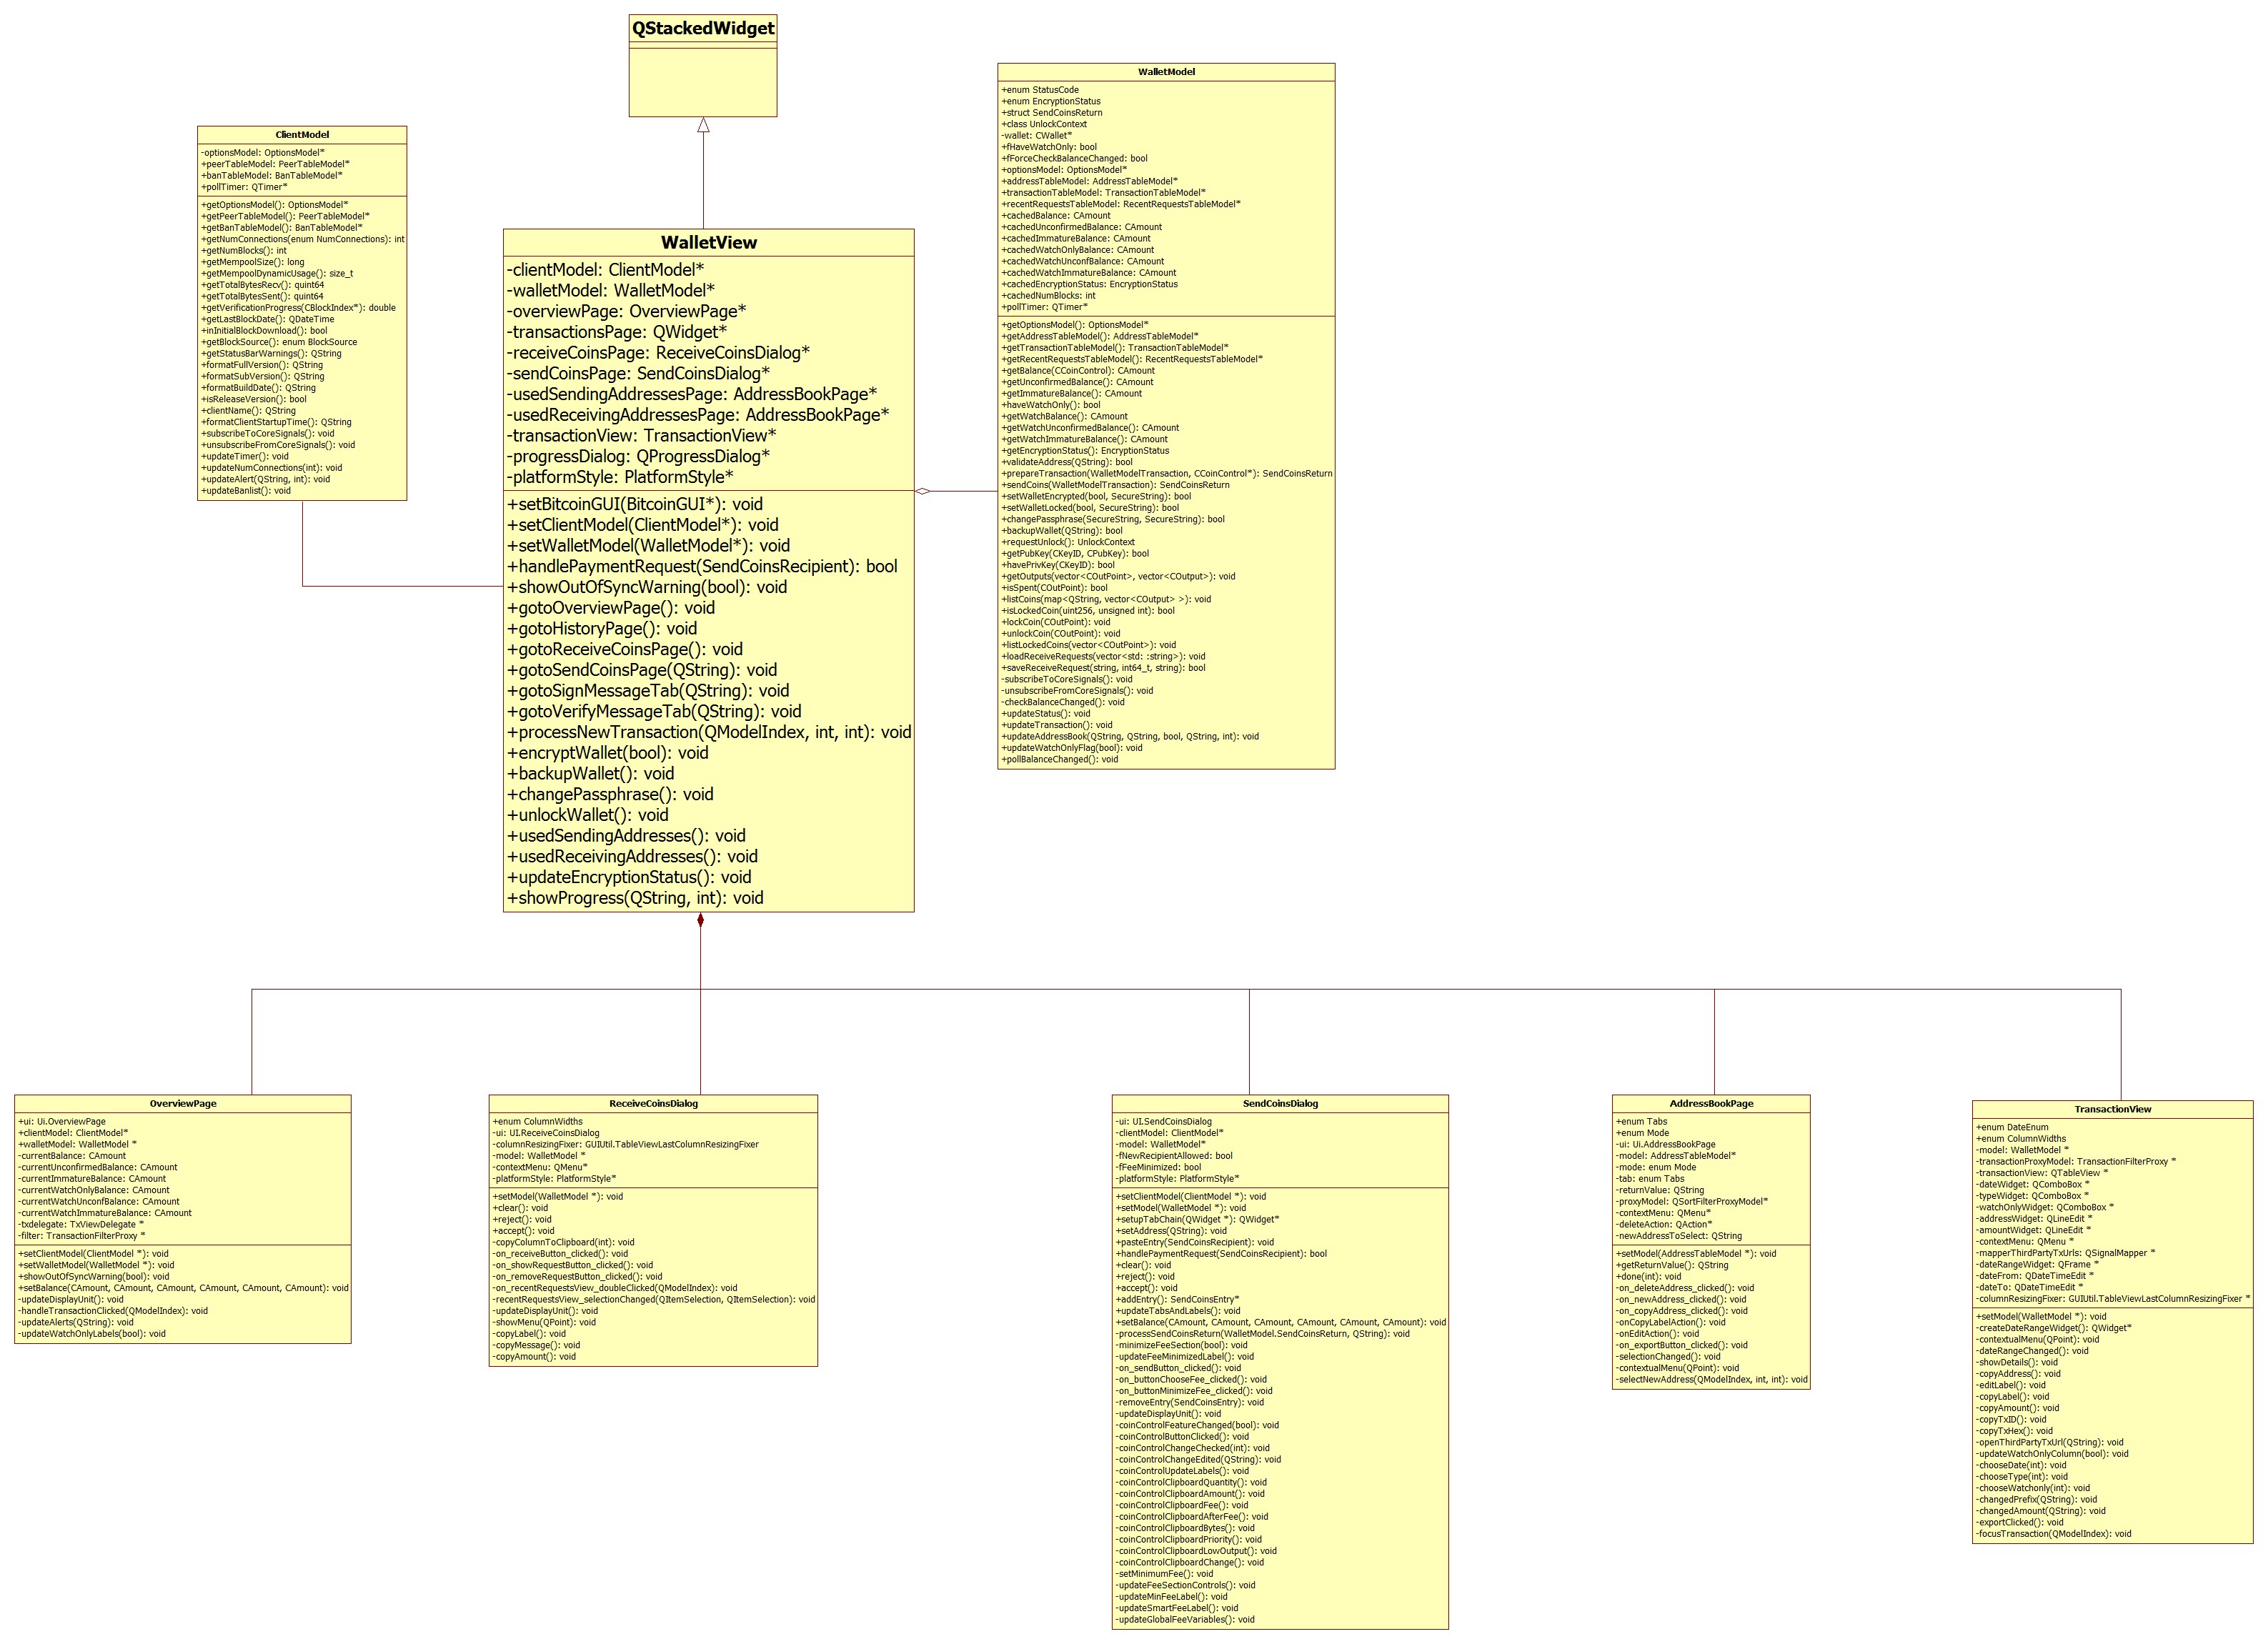 QStackedWidget
WalletModel
+enum StatusCode
+enum EncryptionStatus
+struct SendCoinsReturn
+class UnlockContext
-wallet: CWallet*
+fHaveWatchOnly: bool
+fForceCheckBalanceChanged: bool
+optionsModel: OptionsModel*
+addressTableModel: AddressTableModel*
+transactionTableModel: TransactionTableModel*
+recentRequestsTableModel: RecentRequestsTableModel*
+cachedBalance: CAmount
+cachedUnconfirmedBalance: CAmount
+cachedImmatureBalance: CAmount
+cachedWatchOnlyBalance: CAmount
+cachedWatchUnconfBalance: CAmount
+cachedWatchImmatureBalance: CAmount
+cachedEncryptionStatus: EncryptionStatus
+cachedNumBlocks: int
+pollTimer: QTimer*
+getOptionsModel(): OptionsModel*
+getAddressTableModel(): AddressTableModel*
+getTransactionTableModel(): TransactionTableModel*
+getRecentRequestsTableModel(): RecentRequestsTableModel*
+getBalance(CCoinControl): CAmount
+getUnconfirmedBalance(): CAmount
+getImmatureBalance(): CAmount
+haveWatchOnly(): bool
+getWatchBalance(): CAmount
+getWatchUnconfirmedBalance(): CAmount
+getWatchImmatureBalance(): CAmount
+getEncryptionStatus(): EncryptionStatus
+validateAddress(QString): bool
+prepareTransaction(WalletModelTransaction, CCoinControl*): SendCoinsReturn
+sendCoins(WalletModelTransaction): SendCoinsReturn
+setWalletEncrypted(bool, SecureString): bool
+setWalletLocked(bool, SecureString): bool
+changePassphrase(SecureString, SecureString): bool
+backupWallet(QString): bool
+requestUnlock(): UnlockContext
+getPubKey(CKeyID, CPubKey): bool
+havePrivKey(CKeyID): bool
+getOutputs(vector<COutPoint>, vector<COutput>): void
+isSpent(COutPoint): bool
+listCoins(map<QString, vector<COutput> >): void
+isLockedCoin(uint256, unsigned int): bool
+lockCoin(COutPoint): void
+unlockCoin(COutPoint): void
+listLockedCoins(vector<COutPoint>): void
+loadReceiveRequests(vector<std: :string>): void
+saveReceiveRequest(string, int64_t, string): bool
-subscribeToCoreSignals(): void
-unsubscribeFromCoreSignals(): void
-checkBalanceChanged(): void
+updateStatus(): void
+updateTransaction(): void
+updateAddressBook(QString, QString, bool, QString, int): void
+updateWatchOnlyFlag(bool): void
+pollBalanceChanged(): void
ClientModel
-optionsModel: OptionsModel*
+peerTableModel: PeerTableModel*
+banTableModel: BanTableModel*
+pollTimer: QTimer*
+getOptionsModel(): OptionsModel*
+getPeerTableModel(): PeerTableModel*
+getBanTableModel(): BanTableModel*
+getNumConnections(enum NumConnections): int
+getNumBlocks(): int
+getMempoolSize(): long
+getMempoolDynamicUsage(): size_t
+getTotalBytesRecv(): quint64
+getTotalBytesSent(): quint64
+getVerificationProgress(CBlockIndex*): double
+getLastBlockDate(): QDateTime
+inInitialBlockDownload(): bool
+getBlockSource(): enum BlockSource
+getStatusBarWarnings(): QString
+formatFullVersion(): QString
+formatSubVersion(): QString
+formatBuildDate(): QString
+isReleaseVersion(): bool
+clientName(): QString
+formatClientStartupTime(): QString
+subscribeToCoreSignals(): void
+unsubscribeFromCoreSignals(): void
+updateTimer(): void
+updateNumConnections(int): void
+updateAlert(QString, int): void
+updateBanlist(): void
WalletView
-clientModel: ClientModel*
-walletModel: WalletModel*
-overviewPage: OverviewPage*
-transactionsPage: QWidget*
-receiveCoinsPage: ReceiveCoinsDialog*
-sendCoinsPage: SendCoinsDialog*
-usedSendingAddressesPage: AddressBookPage*
-usedReceivingAddressesPage: AddressBookPage*
-transactionView: TransactionView*
-progressDialog: QProgressDialog*
-platformStyle: PlatformStyle*
+setBitcoinGUI(BitcoinGUI*): void
+setClientModel(ClientModel*): void
+setWalletModel(WalletModel*): void
+handlePaymentRequest(SendCoinsRecipient): bool
+showOutOfSyncWarning(bool): void
+gotoOverviewPage(): void
+gotoHistoryPage(): void
+gotoReceiveCoinsPage(): void
+gotoSendCoinsPage(QString): void
+gotoSignMessageTab(QString): void
+gotoVerifyMessageTab(QString): void
+processNewTransaction(QModelIndex, int, int): void
+encryptWallet(bool): void
+backupWallet(): void
+changePassphrase(): void
+unlockWallet(): void
+usedSendingAddresses(): void
+usedReceivingAddresses(): void
+updateEncryptionStatus(): void
+showProgress(QString, int): void
OverviewPage
+ui: Ui.OverviewPage
+clientModel: ClientModel*
+walletModel: WalletModel *
-currentBalance: CAmount
-currentUnconfirmedBalance: CAmount
-currentImmatureBalance: CAmount
-currentWatchOnlyBalance: CAmount
-currentWatchUnconfBalance: CAmount
-currentWatchImmatureBalance: CAmount
-txdelegate: TxViewDelegate *
-filter: TransactionFilterProxy *
+setClientModel(ClientModel *): void
+setWalletModel(WalletModel *): void
+showOutOfSyncWarning(bool): void
+setBalance(CAmount, CAmount, CAmount, CAmount, CAmount, CAmount): void
-updateDisplayUnit(): void
-handleTransactionClicked(QModelIndex): void
-updateAlerts(QString): void
-updateWatchOnlyLabels(bool): void
ReceiveCoinsDialog
+enum ColumnWidths
-ui: UI.ReceiveCoinsDialog
-columnResizingFixer: GUIUtil.TableViewLastColumnResizingFixer
-model: WalletModel *
-contextMenu: QMenu*
-platformStyle: PlatformStyle*
+setModel(WalletModel *): void
+clear(): void
+reject(): void
+accept(): void
-copyColumnToClipboard(int): void
-on_receiveButton_clicked(): void
-on_showRequestButton_clicked(): void
-on_removeRequestButton_clicked(): void
-on_recentRequestsView_doubleClicked(QModelIndex): void
-recentRequestsView_selectionChanged(QItemSelection, QItemSelection): void
-updateDisplayUnit(): void
-showMenu(QPoint): void
-copyLabel(): void
-copyMessage(): void
-copyAmount(): void
SendCoinsDialog
-ui: UI.SendCoinsDialog
-clientModel: ClientModel*
-model: WalletModel*
-fNewRecipientAllowed: bool
-fFeeMinimized: bool
-platformStyle: PlatformStyle*
+setClientModel(ClientModel *): void
+setModel(WalletModel *): void
+setupTabChain(QWidget *): QWidget*
+setAddress(QString): void
+pasteEntry(SendCoinsRecipient): void
+handlePaymentRequest(SendCoinsRecipient): bool
+clear(): void
+reject(): void
+accept(): void
+addEntry(): SendCoinsEntry*
+updateTabsAndLabels(): void
+setBalance(CAmount, CAmount, CAmount, CAmount, CAmount, CAmount): void
-processSendCoinsReturn(WalletModel.SendCoinsReturn, QString): void
-minimizeFeeSection(bool): void
-updateFeeMinimizedLabel(): void
-on_sendButton_clicked(): void
-on_buttonChooseFee_clicked(): void
-on_buttonMinimizeFee_clicked(): void
-removeEntry(SendCoinsEntry): void
-updateDisplayUnit(): void
-coinControlFeatureChanged(bool): void
-coinControlButtonClicked(): void
-coinControlChangeChecked(int): void
-coinControlChangeEdited(QString): void
-coinControlUpdateLabels(): void
-coinControlClipboardQuantity(): void
-coinControlClipboardAmount(): void
-coinControlClipboardFee(): void
-coinControlClipboardAfterFee(): void
-coinControlClipboardBytes(): void
-coinControlClipboardPriority(): void
-coinControlClipboardLowOutput(): void
-coinControlClipboardChange(): void
-setMinimumFee(): void
-updateFeeSectionControls(): void
-updateMinFeeLabel(): void
-updateSmartFeeLabel(): void
-updateGlobalFeeVariables(): void
AddressBookPage
+enum Tabs
+enum Mode
-ui: Ui.AddressBookPage
-model: AddressTableModel*
-mode: enum Mode
-tab: enum Tabs
-returnValue: QString
-proxyModel: QSortFilterProxyModel*
-contextMenu: QMenu*
-deleteAction: QAction*
-newAddressToSelect: QString
+setModel(AddressTableModel *): void
+getReturnValue(): QString
+done(int): void
-on_deleteAddress_clicked(): void
-on_newAddress_clicked(): void
-on_copyAddress_clicked(): void
-onCopyLabelAction(): void
-onEditAction(): void
-on_exportButton_clicked(): void
-selectionChanged(): void
-contextualMenu(QPoint): void
-selectNewAddress(QModelIndex, int, int): void
TransactionView
+enum DateEnum
+enum ColumnWidths
-model: WalletModel *
-transactionProxyModel: TransactionFilterProxy *
-transactionView: QTableView *
-dateWidget: QComboBox *
-typeWidget: QComboBox *
-watchOnlyWidget: QComboBox *
-addressWidget: QLineEdit *
-amountWidget: QLineEdit *
-contextMenu: QMenu *
-mapperThirdPartyTxUrls: QSignalMapper *
-dateRangeWidget: QFrame *
-dateFrom: QDateTimeEdit *
-dateTo: QDateTimeEdit *
-columnResizingFixer: GUIUtil.TableViewLastColumnResizingFixer *
+setModel(WalletModel *): void
-createDateRangeWidget(): QWidget*
-contextualMenu(QPoint): void
-dateRangeChanged(): void
-showDetails(): void
-copyAddress(): void
-editLabel(): void
-copyLabel(): void
-copyAmount(): void
-copyTxID(): void
-copyTxHex(): void
-openThirdPartyTxUrl(QString): void
-updateWatchOnlyColumn(bool): void
-chooseDate(int): void
-chooseType(int): void
-chooseWatchonly(int): void
-changedPrefix(QString): void
-changedAmount(QString): void
-exportClicked(): void
-focusTransaction(QModelIndex): void